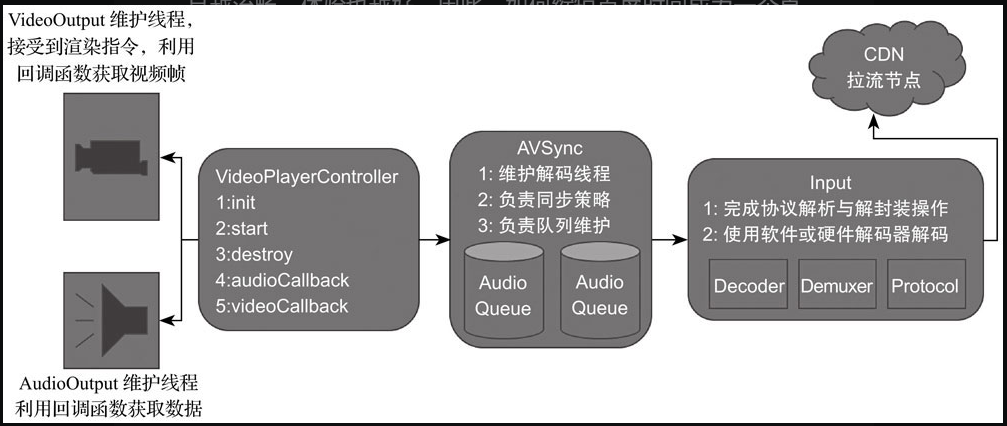 VideoOutput 维护线程，
接受到渲染指令，利用
回调函数获取视频帧
VideoPlayerController
1:init
2:start
3:destroy
4:audioCallback
5:videoCallback
AudioOutput 维护线程
利用回调函数获取数据
AVSync
1: 维护解码线程
2: 负责同步策略
3: 负责队列维护
Audio
Queue
Audio
Queue
Input
1: 完成协议解析与解封装操作
2: 使用软件或硬件解码器解码
Decoder
Demuxer
Protocol
CDN
拉流节点